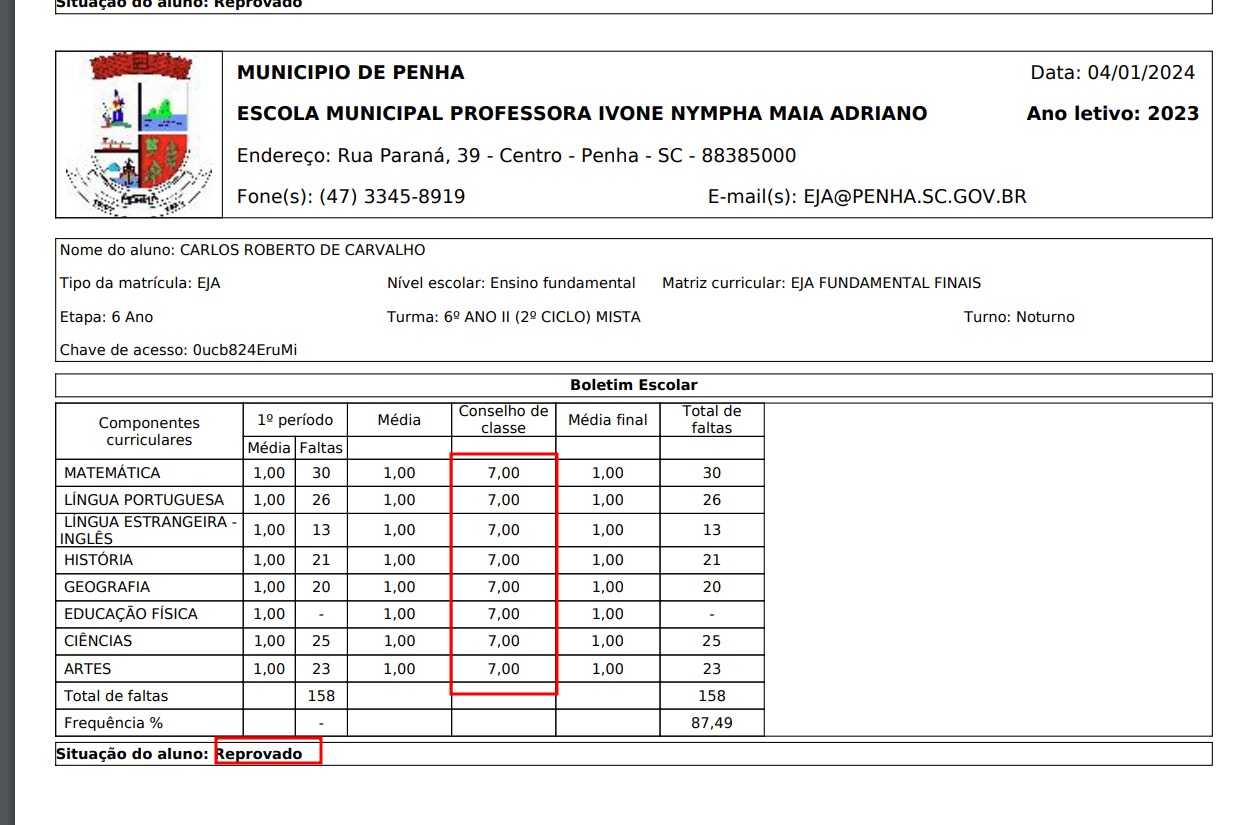 Situação do aluno: Reprovado
MUNICIPIO DE PENHA
Data: 04/01/2024
ESCOLA MUNICIPAL PROFESSORA IVONE NYMPHA MAIA ADRIANO
Ano letivo: 2023
Endereço: Rua Paraná, 39 - Centro - Penha - SC - 88385000
Fone(s): (47) 3345-8919
E-mail(s): EJA@PENHA.SC.GOV.BR
Nome do aluno: CARLOS ROBERTO DE CARVALHO
Tipo da matrícula: EJA Nível escolar: Ensino fundamental Matriz curricular: EJA FUNDAMENTAL FINAIS
Etapa: 6 Ano Turma: 6º ANO II (2º CICLO) MISTA Turno: Noturno
Chave de acesso: 0ucb824EruMi
Boletim Escolar
Componentes curriculares 1º período Média Conselho de classe Média final Total de faltas
Média Faltas
MATEMÁTICA 1,00 30 1,00 7,00 1,00 30
LÍNGUA PORTUGUESA 1,00 26 1,00 7,00 1,00 26
LÍNGUA ESTRANGEIRA - INGLÊS 1,00 13 1,00 7,00 1,00 13
HISTÓRIA 1,00 21 1,00 7,00 1,00 21
GEOGRAFIA 1,00 20 1,00 7,00 1,00 20
EDUCAÇÃO FÍSICA 1,00 - 1,00 7,00 1,00 -
CIÊNCIAS 1,00 25 1,00 7,00 1,00 25
ARTES 1,00 23 1,00 7,00 1,00 23
Total de faltas 158 158
Frequência % - 87,49
Situação do aluno: Reprovado